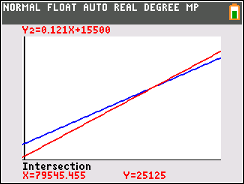 NORMAL FLOAT AUTO REAL DEGREE MP
Y2=0.121X+15500
Intersection
X=79545.455 Y=25125